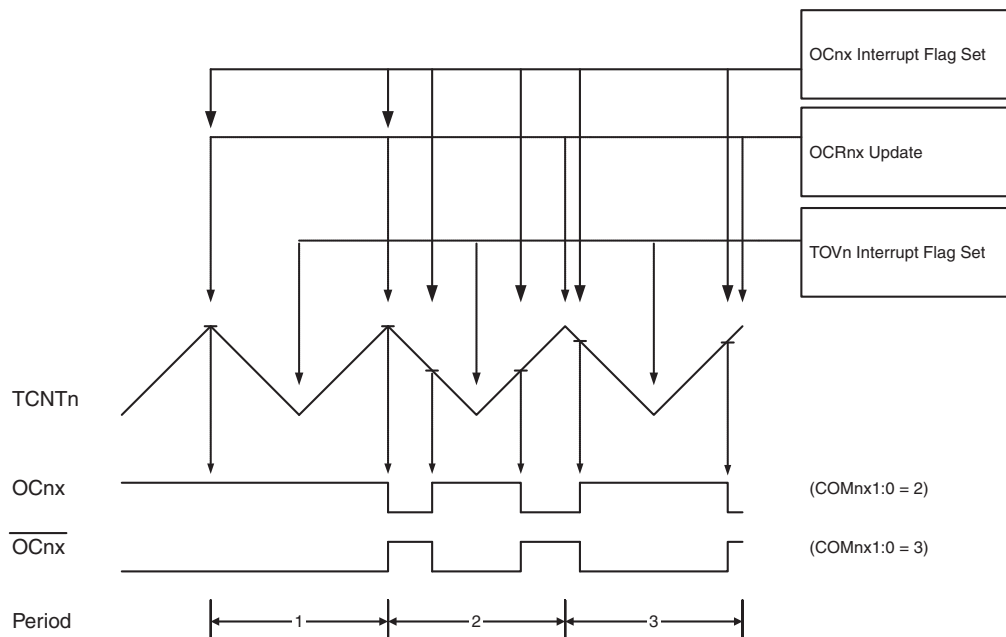 OCnx Interrupt Flag Set
OCRnx Update
TOVn Interrupt Flag Set
TCNTn
OCnx
(COMnx1:0 = 2)
OCnx
(COMnx1:0 = 3)
Period
1
2
3